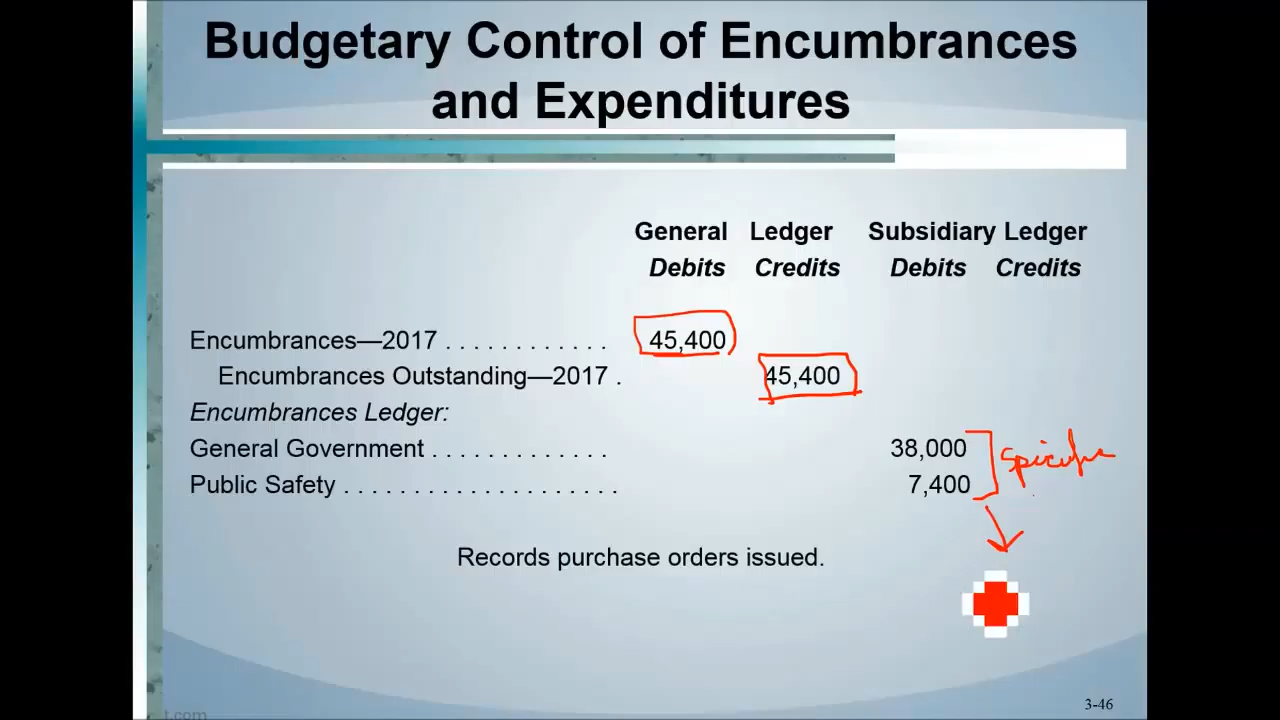 Budgetary Control of Encumbrances
and Expenditures
General Ledger Subsidiary Ledger
Debits Credits Debits Credits
Encumbrances—2017 . . . . . . . . . . . . 45,400
Encumbrances Outstanding—2017 . 45,400
Encumbrances Ledger:
General Government . . . . . . . . . . . . . 38,000
Public Safety . . . . . . . . . . . . . . . . . . . . 7,400
Records purchase orders issued.
3-46
t.com